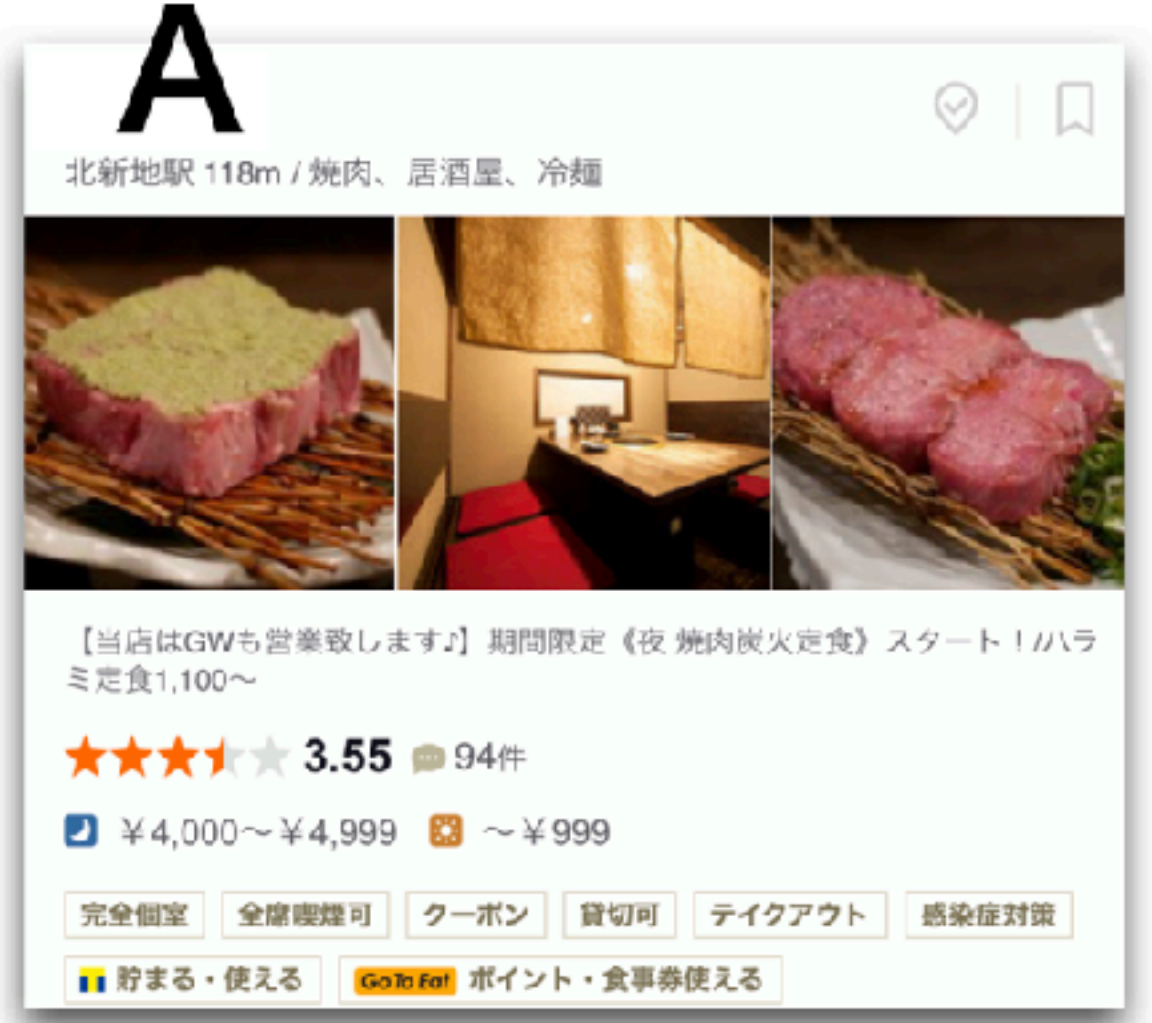 A
北新地駅 118m / 焼肉、居酒屋、冷麺
【当店はGWも営業致します♪】期間限定《夜 焼肉炭火定食》スタート！/ハラ
ミ定食1,100〜
3.55 94件
￥4,000〜￥4,999 〜￥999
完全個室 全席喫煙可 クーポン 貸切可 テイクアウト 感染症対策
T 貯まる・使える GoTo Eat ポイント・食事券使える